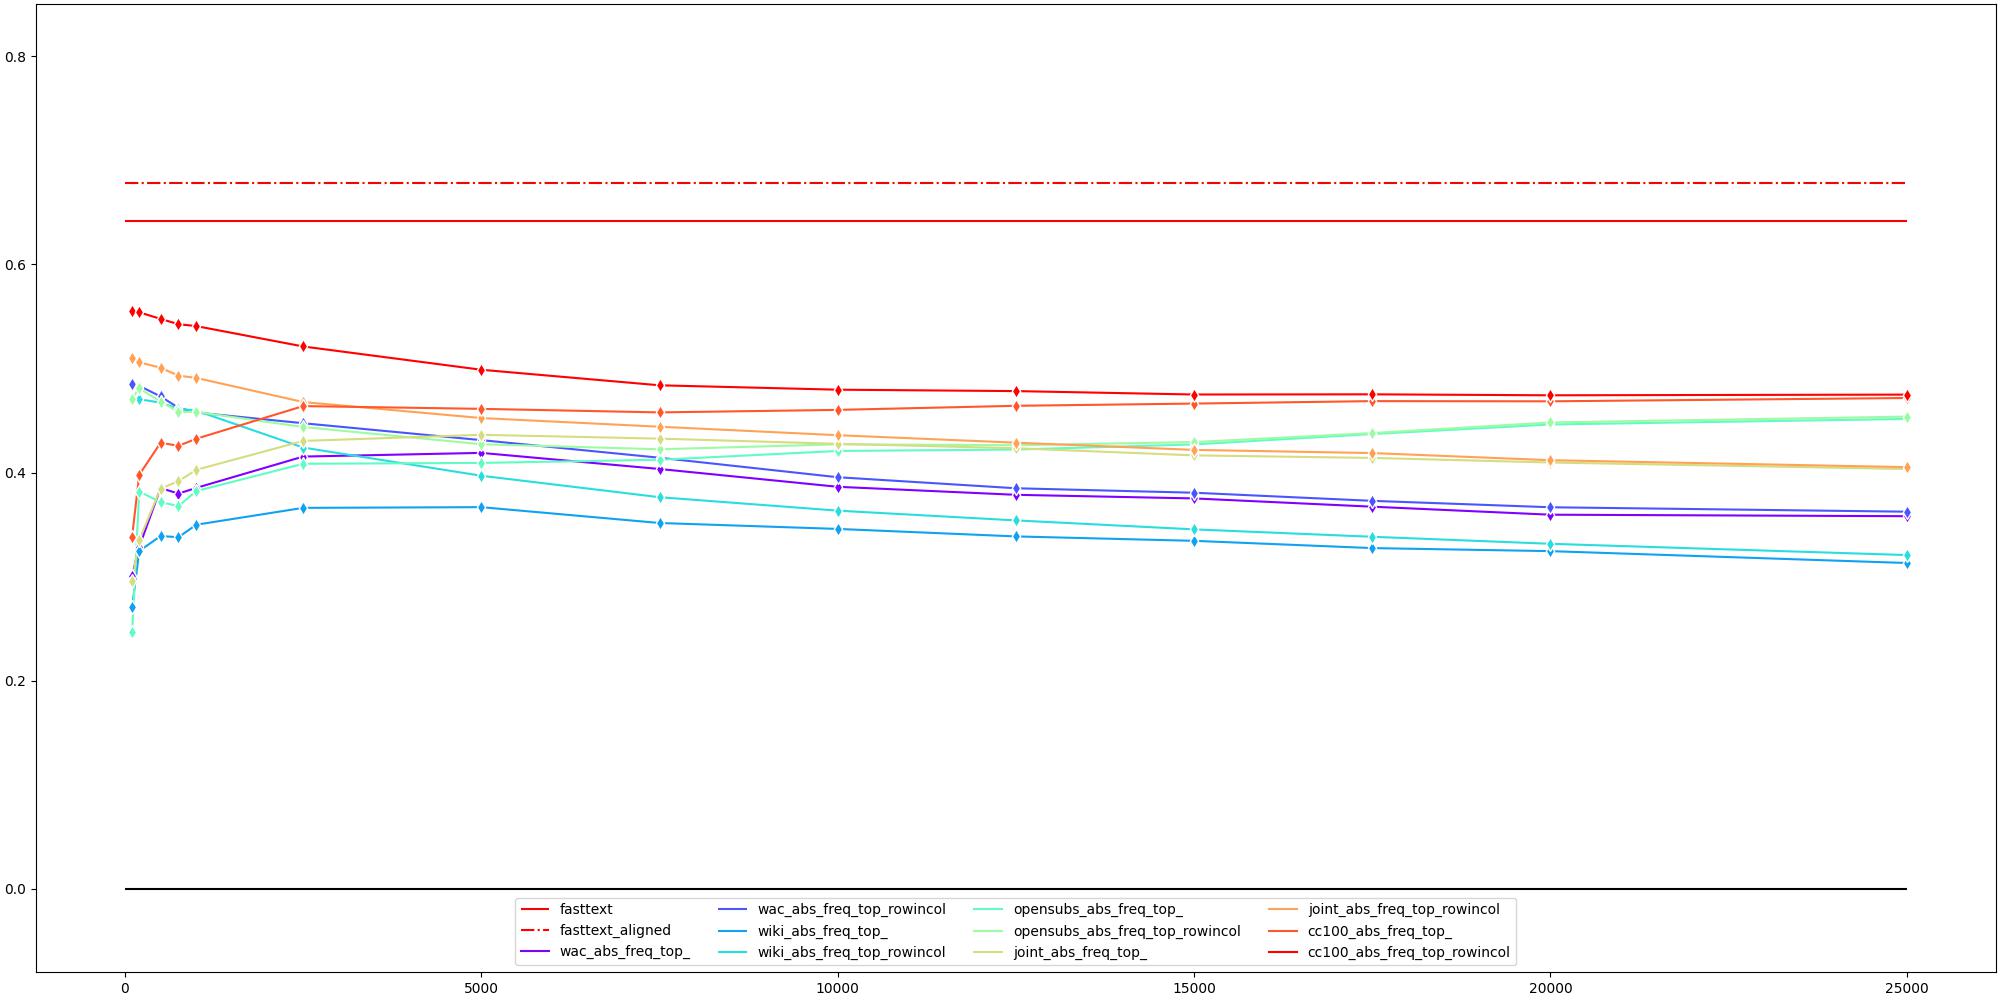 0.8
0.6
0.4
0.2
0.0
fasttext
fasttext_aligned
wac_abs_freq_top_
wac_abs_freq_top_rowincol
wiki_abs_freq_top_
wiki_abs_freq_top_rowincol
opensubs_abs_freq_top_
opensubs_abs_freq_top_rowincol
joint_abs_freq_top_
joint_abs_freq_top_rowincol
cc100_abs_freq_top_
cc100_abs_freq_top_rowincol
0 5000 10000 15000 20000 25000